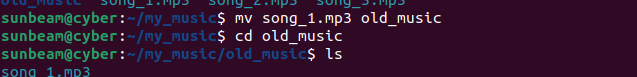 old_music song_1.mp3 song_2.mp3 song_3.mp3
sunbeam@cyber:~/my_music$ mv song_1.mp3 old_music
sunbeam@cyber:~/my_music$ cd old_music
sunbeam@cyber:~/my_music/old_music$ ls
song_1.mp3